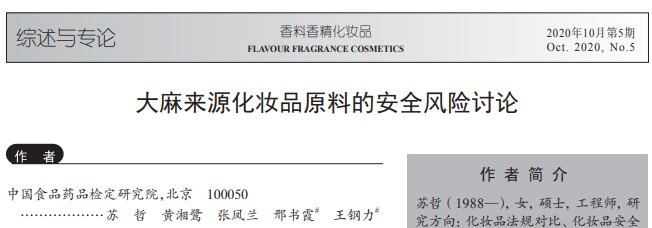 综述与专论
香料香精化妆品
FLAVOUR FRAGRANCE COSMETICS
2020年10月第5期
Oct. 2020, No.5
大麻来源化妆品原料的安全风险讨论
作 者
中国食品药品检定研究院,北京 100050
··················苏 哲 黄湘鹭 张凤兰 邢书霞# 王钢力#
作 者 简 介
苏哲(1988—),女,硕士,工程师,研
究方向:化妆品法规对比、化妆品安全